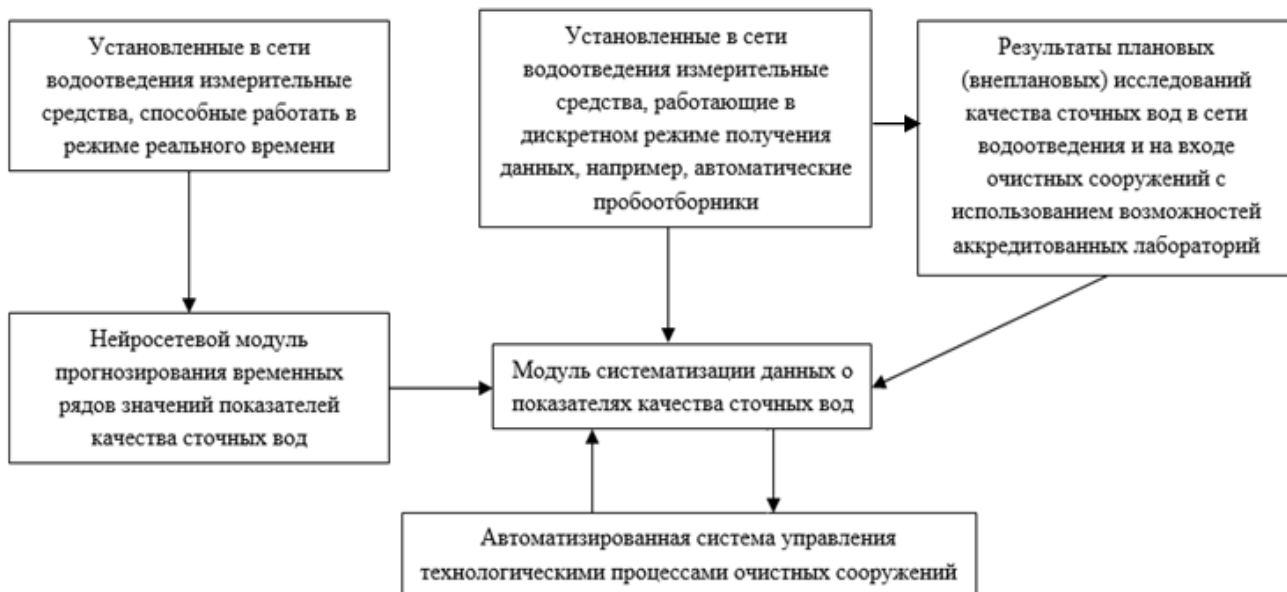 Установленные в сети
водоотведения измерительные
средства, способные работать в
режиме реального времени
Установленные в сети
водоотведения измерительные
средства, работающие в
дискретном режиме получения
данных, например, автоматические
пробоотборники
Результаты плановых
(внеплановых) исследований
качества сточных вод в сети
водоотведения и на входе
очистных сооружений с
использованием возможностей
аккредитованных лабораторий
Нейросетевой модуль
прогнозирования временных
рядов значений показателей
качества сточных вод
Модуль систематизации данных о
показателях качества сточных вод
Автоматизированная система управления
технологическими процессами очистных сооружений